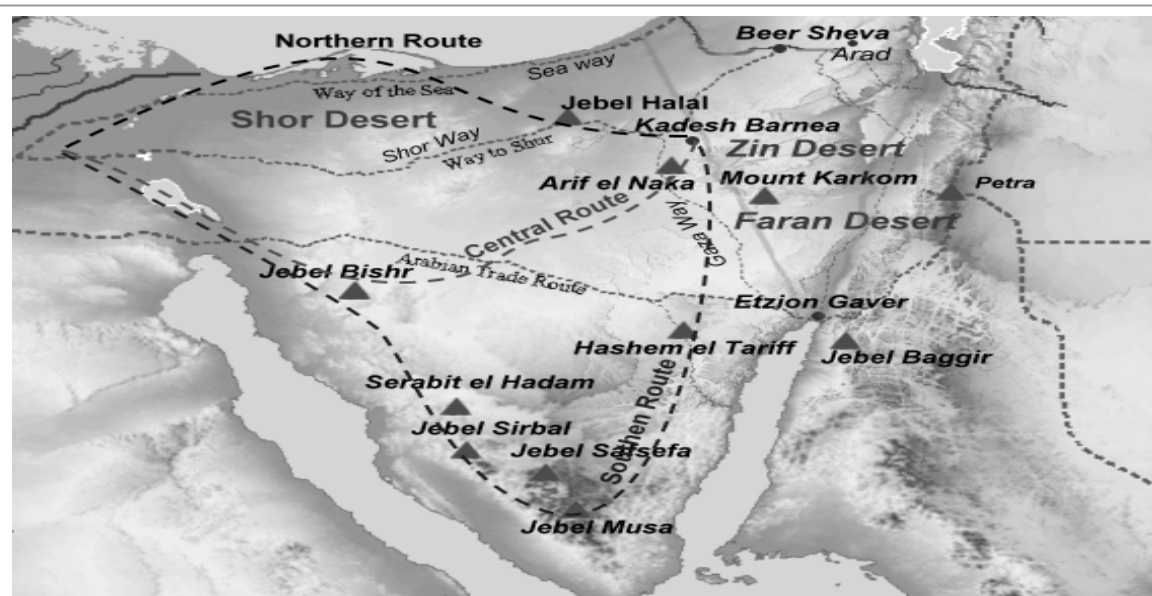 Northern Route
Beer Sheva
Arad
Sea way
Way of the Sea
Jebel Halal
Shor Desert
Kadesh Barnea
Shor Way
Way to Shur
Zin Desert
Arif el Naka
Mount Karkom
Petra
Central Route
Gaza Way
Faran Desert
Jebel Bishr
Arabian Trade Route
Etzion Gaver
Hashem el Tariff
Jebel Baggir
Serabit el Hadam
Southen Route
Jebel Sirbal
Jebel Sarsefa
Jebel Musa